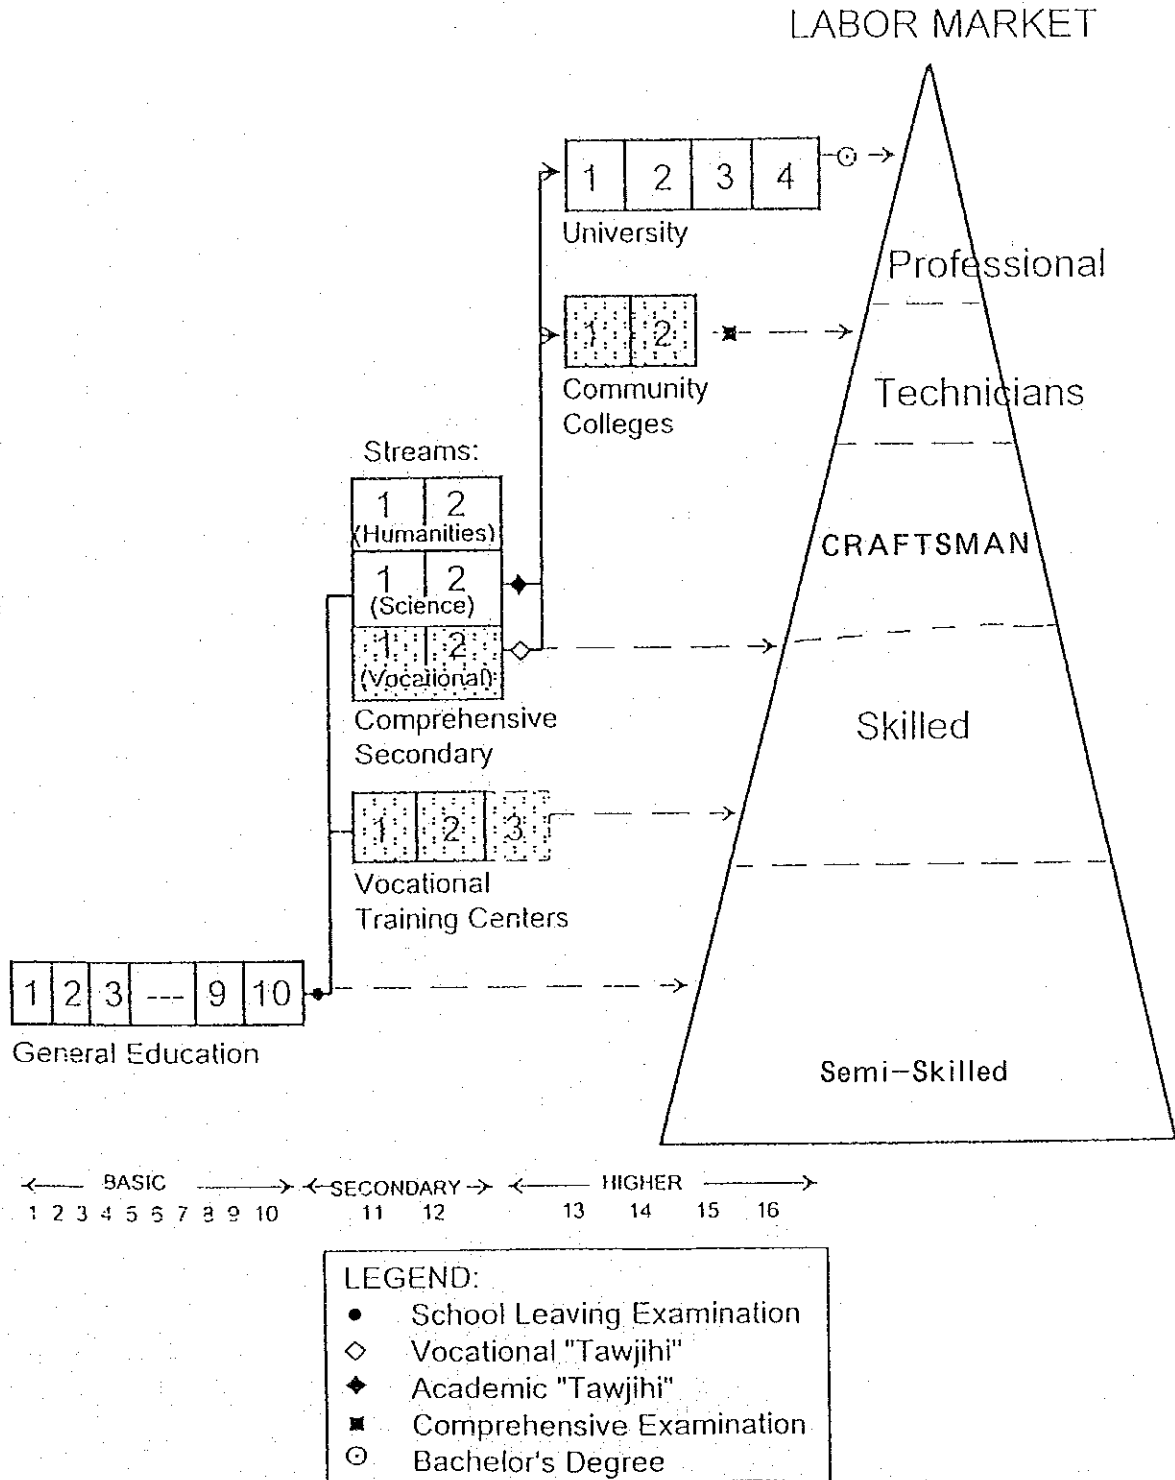 LABOR MARKET
1 2 3 4
University
Professional
1 2
Community
Colleges
Technicians
Streams:
1 2
(Humanities)
1 2
(Science)
1 2
(Vocational)
Comprehensive
Secondary
CRAFTSMAN
Skilled
1 2 3
Vocational
Training Centers
1 2 3 --- 9 10
General Education
Semi-Skilled
BASIC SECONDARY HIGHER
1 2 3 4 5 6 7 8 9 10 11 12 13 14 15 16
LEGEND:
School Leaving Examination
Vocational "Tawjihi"
Academic "Tawjihi"
Comprehensive Examination
Bachelor's Degree